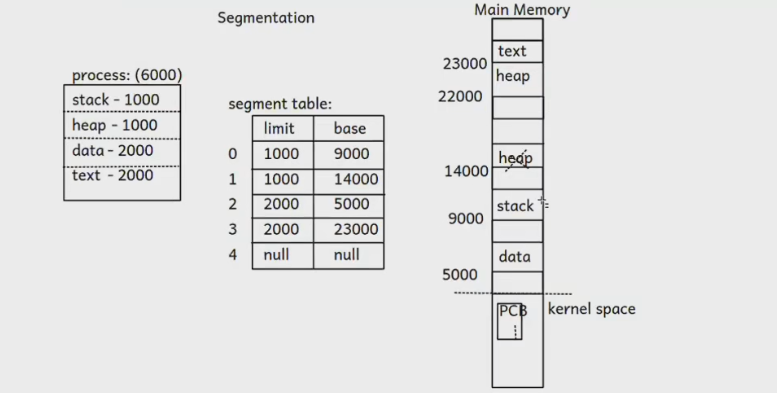 Segmentation
Main Memory
process: (6000)
stack - 1000
heap - 1000
data - 2000
text - 2000
segment table:
limit base
0 1000 9000
1 1000 14000
2 2000 5000
3 2000 23000
4 null null
text
23000
heap
22000
heap
14000
stack
9000
data
5000
PCB
kernel space